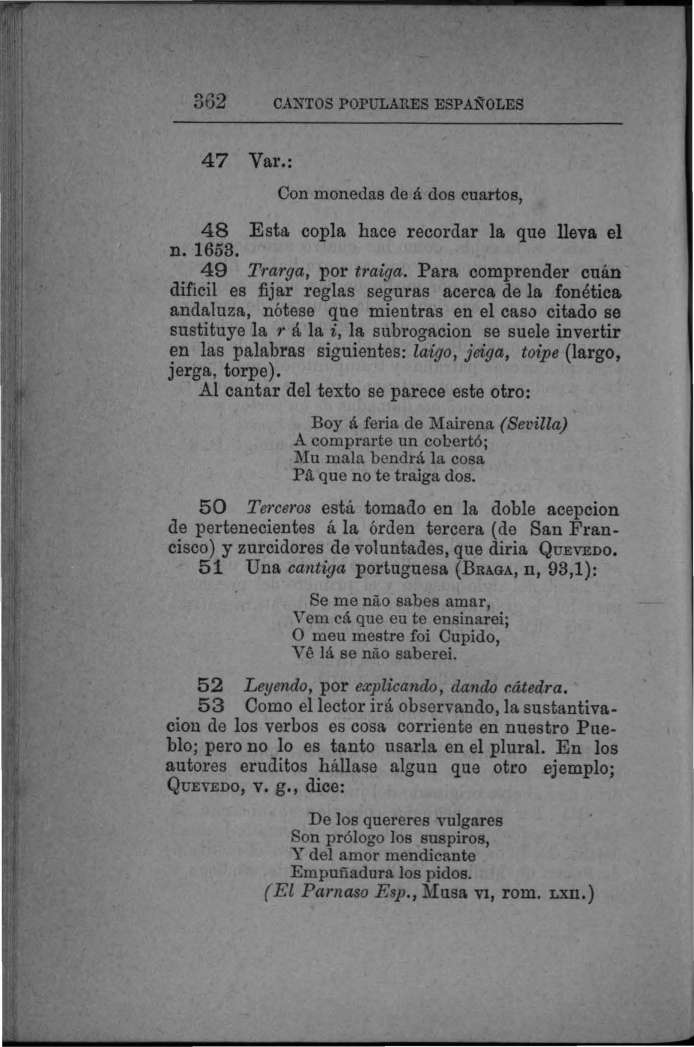 362 CANTOS POPULARES ESPAÑOLES
47 Var.:
Con monedas de á dos cuartos,
48 Esta copla hace recordar la que lleva el
n. 1653.
49 Trarga, por traiga. Para comprender cuán
dificil es fijar reglas seguras acerca de la fonética
andaluza, nótese que mientras en el caso citado se
sustituye la r á la i, la subrogacion se suele invertir
en las palabras siguientes: laigo, jeiga, toipe (largo,
jerga, torpe).
Al cantar del texto se parece este otro:
Boy á feria de Mairena (Sevilla)
A comprarte un cobertó;
Mu mala bendrá la cosa
Pâ que no te traiga dos.
50 Terceros está tomado en la doble acepcion
de pertenecientes á la órden tercera (de San Fran-
cisco) y zurcidores de voluntades, que diria QUEVEDO.
51 Una cantiga portuguesa (BRAGA, II, 93,1):
Se me não sabes amar,
Vem cá que eu te ensinarei;
O meu mestre foi Cupido,
Vê lá se não saberei.
52 Leyendo, por explicando, dando cátedra.
53 Como el lector irá observando, la sustantiva-
cion de los verbos es cosa corriente en nuestro Pue-
blo; pero no lo es tanto usarla en el plural. En los
autores eruditos hállase algun que otro ejemplo;
QUEVEDO, v. g., dice:
De los quereres vulgares
Son prólogo los suspiros,
Y del amor mendicante
Empuñadura los pidos.
(El Parnaso Esp., Musa VI, rom. LXII.)